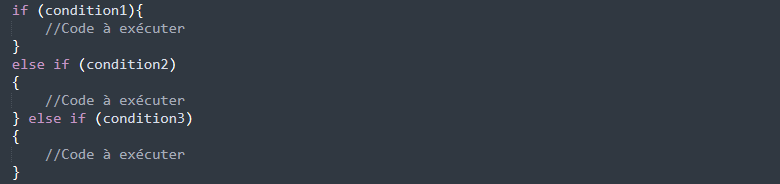 if (condition1){
    //Code à exécuter
}
else if (condition2)
{
    //Code à exécuter
} else if (condition3)
{
    //Code à exécuter
}